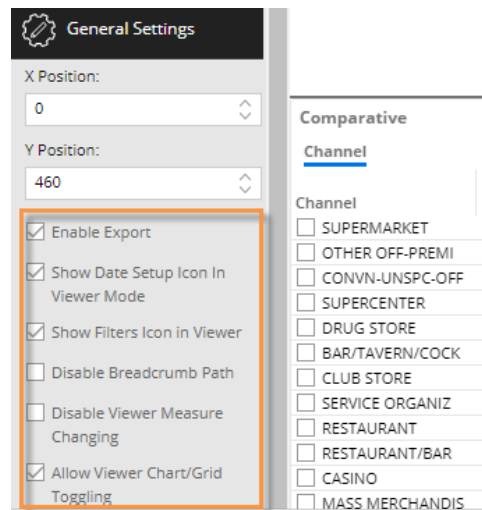 General Settings
X Position:
0
Y Position:
460
Enable Export
Show Date Setup Icon In
Viewer Mode
Show Filters Icon in Viewer
Disable Breadcrumb Path
Disable Viewer Measure
Changing
Allow Viewer Chart/Grid
Toggling
Comparative
Channel
Channel
SUPERMARKET
OTHER OFF-PREMI
CONVN-UNSPC-OFF
SUPERCENTER
DRUG STORE
BAR/TAVERN/COCK
CLUB STORE
SERVICE ORGANIZ
RESTAURANT
RESTAURANT/BAR
CASINO
MASS MERCHANDIS